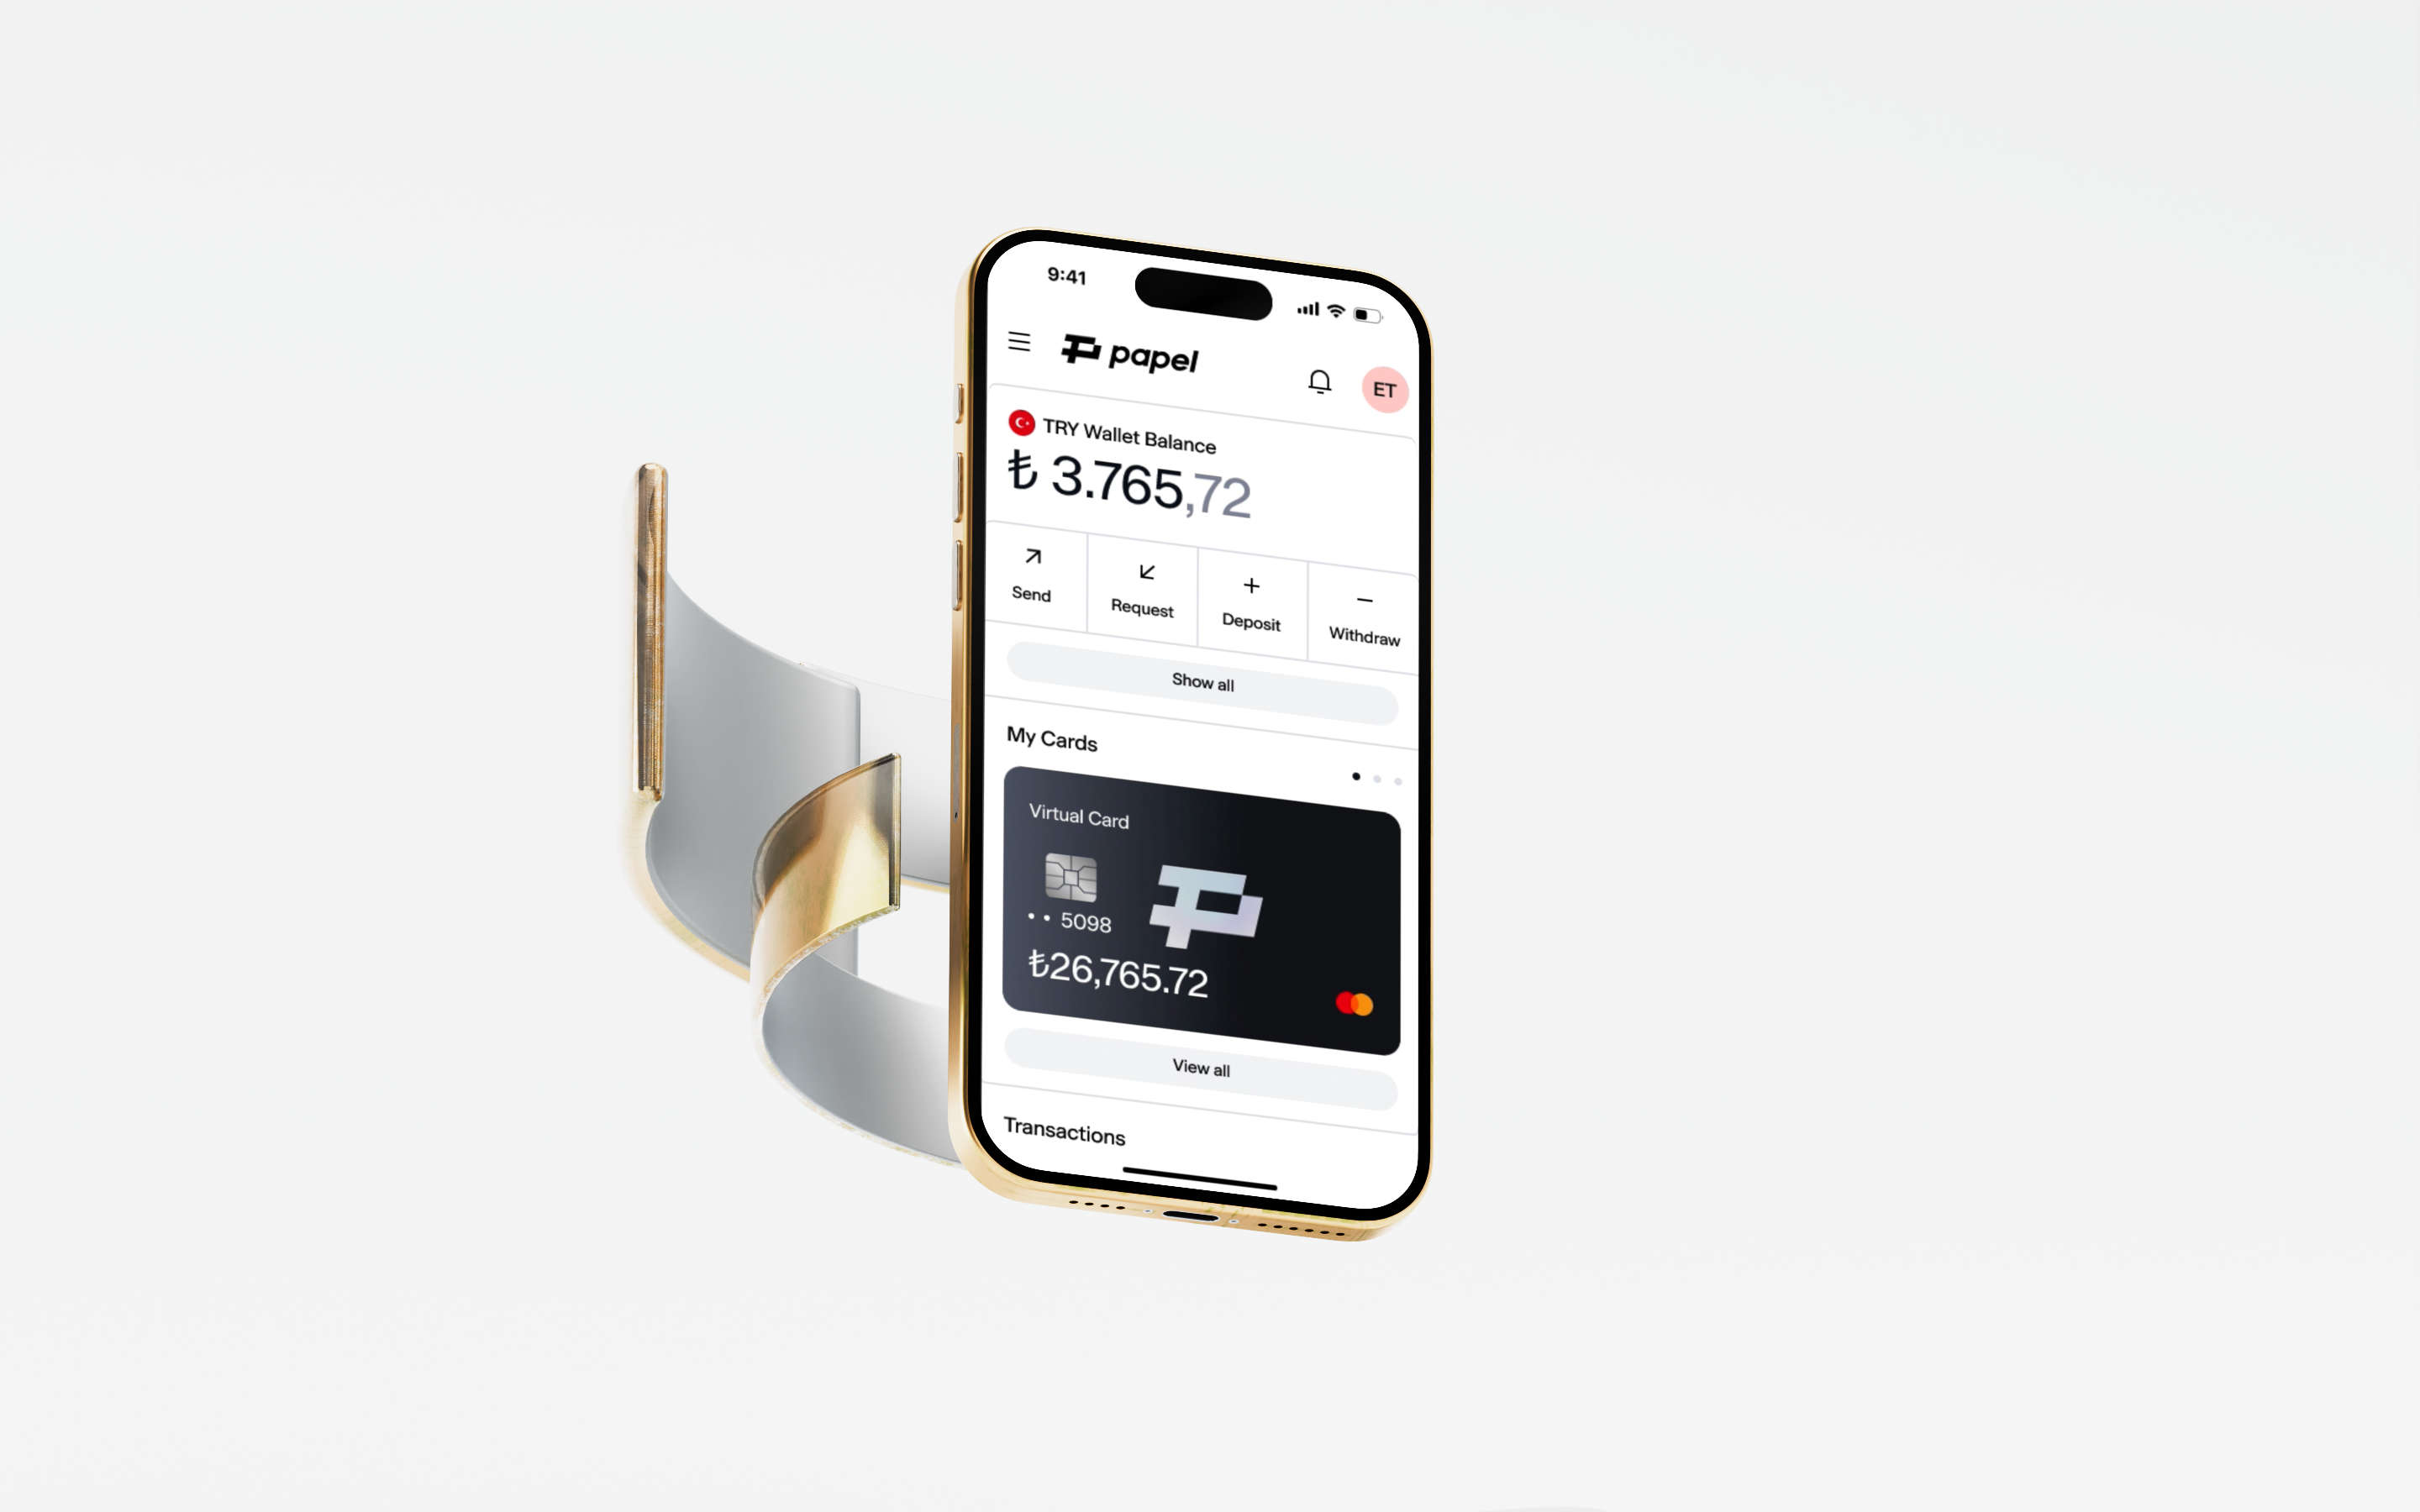 9:41
papel
ET
TRY Wallet Balance
₺ 3.765,72
Send
Request
Deposit
Withdraw
Show all
My Cards
Virtual Card
•• 5098
₺26,765.72
View all
Transactions